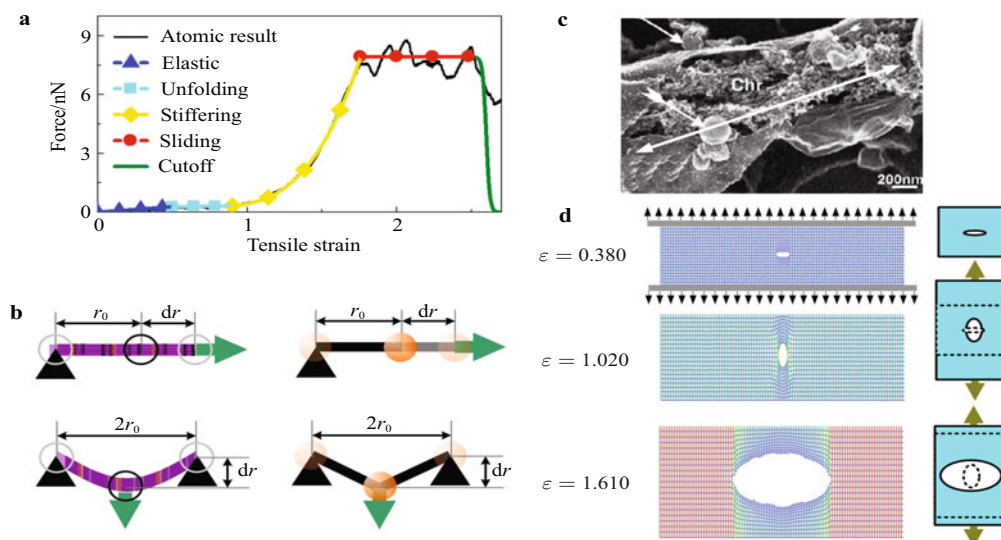 a
9
6
3
0
Force/nN
Atomic result
Elastic
Unfolding
Stiffering
Sliding
Cutoff
0
1
2
Tensile strain
b
r₀
dr
r₀
dr
2r₀
dr
2r₀
dr
c
Chr
200nm
d
ε = 0.380
ε = 1.020
ε = 1.610